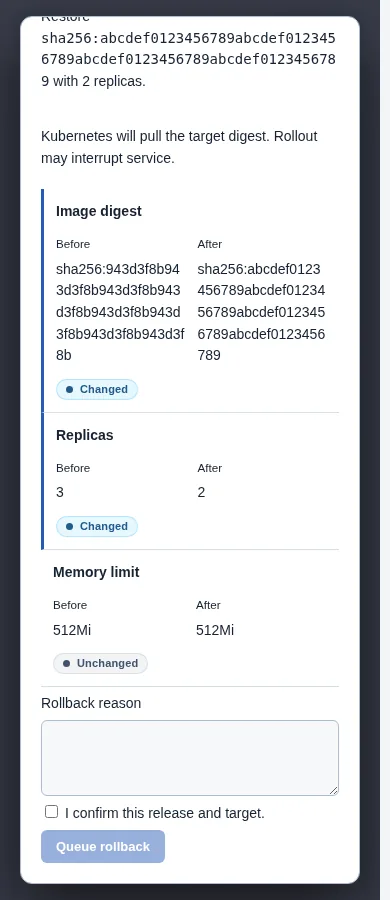 Restore
sha256:abcdef0123456789abcdef012345
6789abcdef0123456789abcdef012345678
9 with 2 replicas.
Kubernetes will pull the target digest. Rollout
may interrupt service.
Image digest
Before
After
sha256:943d3f8b94
3d3f8b943d3f8b943
d3f8b943d3f8b943d
3f8b943d3f8b943d3f
8b
sha256:abcdef0123
456789abcdef01234
56789abcdef012345
6789abcdef0123456
789
Changed
Replicas
Before
After
3
2
Changed
Memory limit
Before
After
512Mi
512Mi
Unchanged
Rollback reason
I confirm this release and target.
Queue rollback